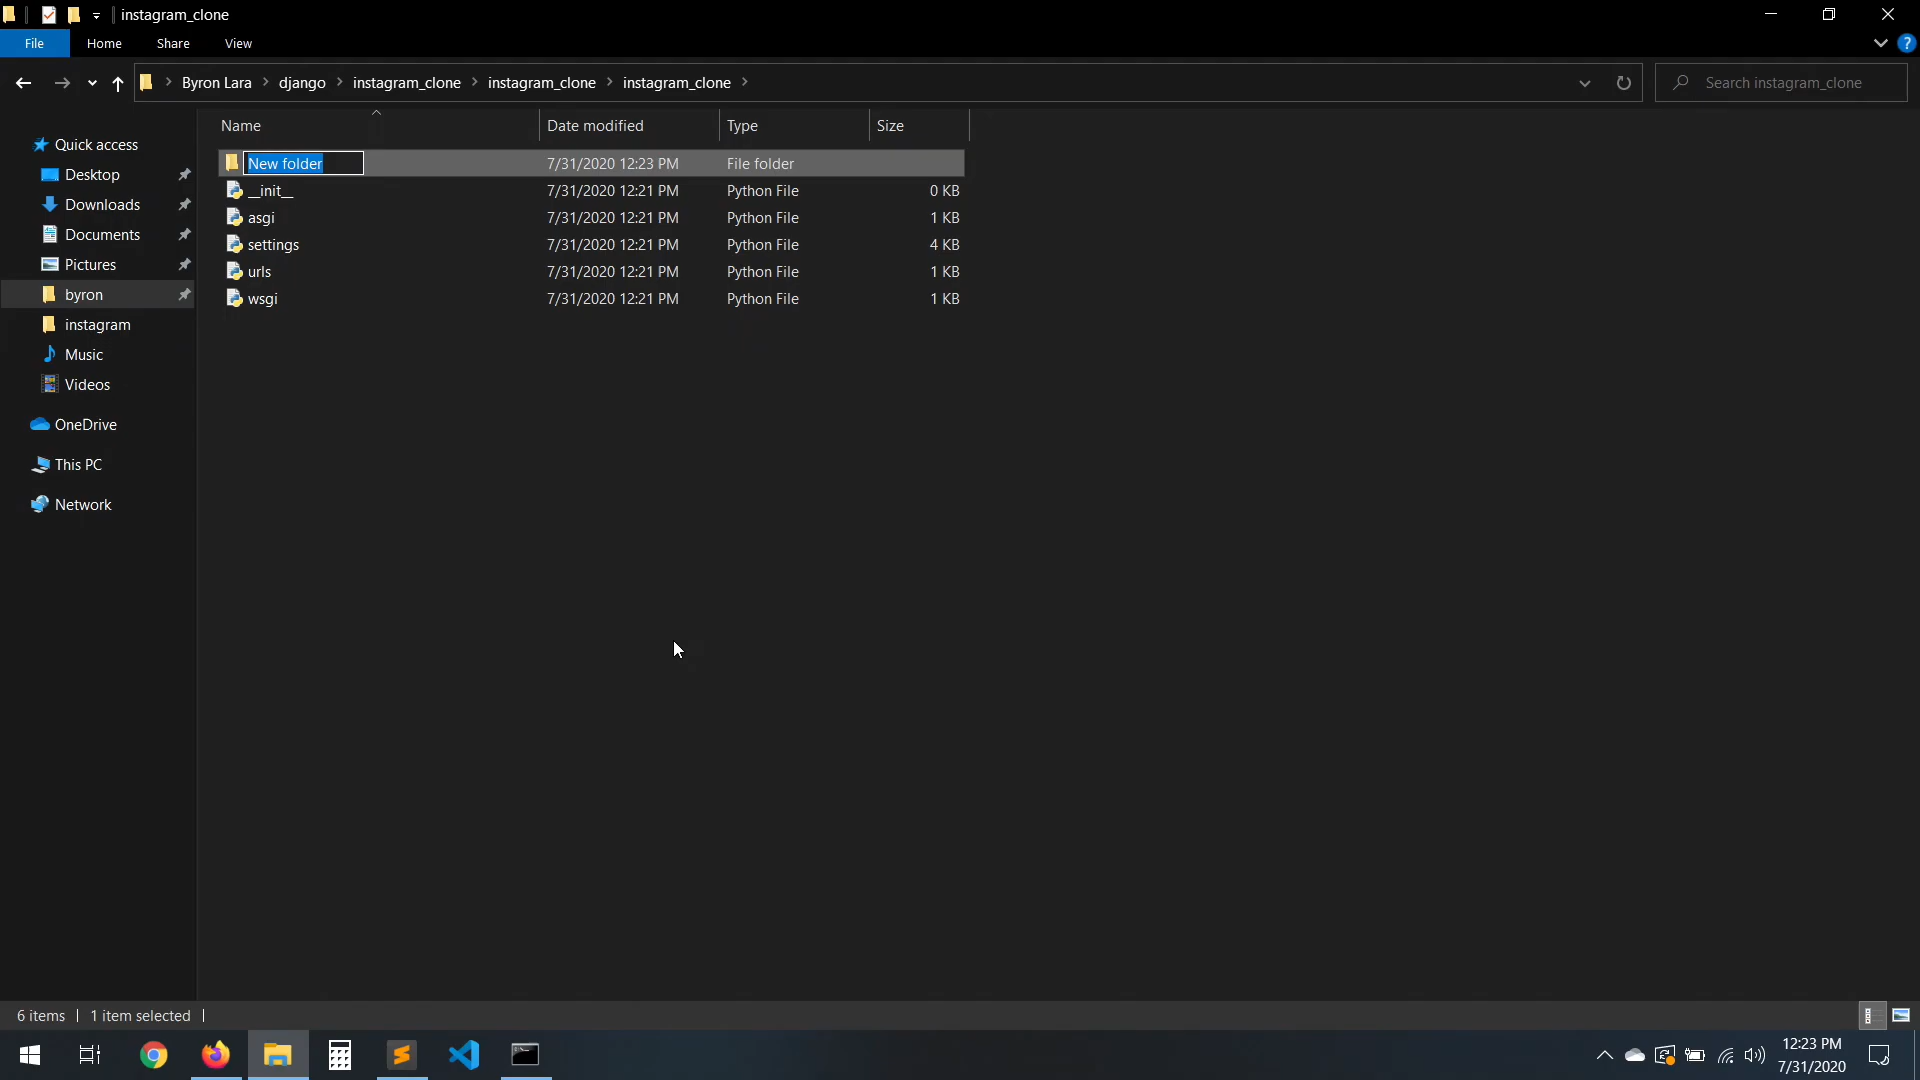 instagram_clone
File Home Share View
Byron Lara django instagram_clone instagram_clone instagram_clone
Search instagram_clone
Name Date modified Type Size
New folder 7/31/2020 12:23 PM File folder
__init__ 7/31/2020 12:21 PM Python File 0 KB
asgi 7/31/2020 12:21 PM Python File 1 KB
settings 7/31/2020 12:21 PM Python File 4 KB
urls 7/31/2020 12:21 PM Python File 1 KB
wsgi 7/31/2020 12:21 PM Python File 1 KB
Quick access
Desktop
Downloads
Documents
Pictures
byron
instagram
Music
Videos
OneDrive
This PC
Network
6 items 1 item selected
12:23 PM
7/31/2020